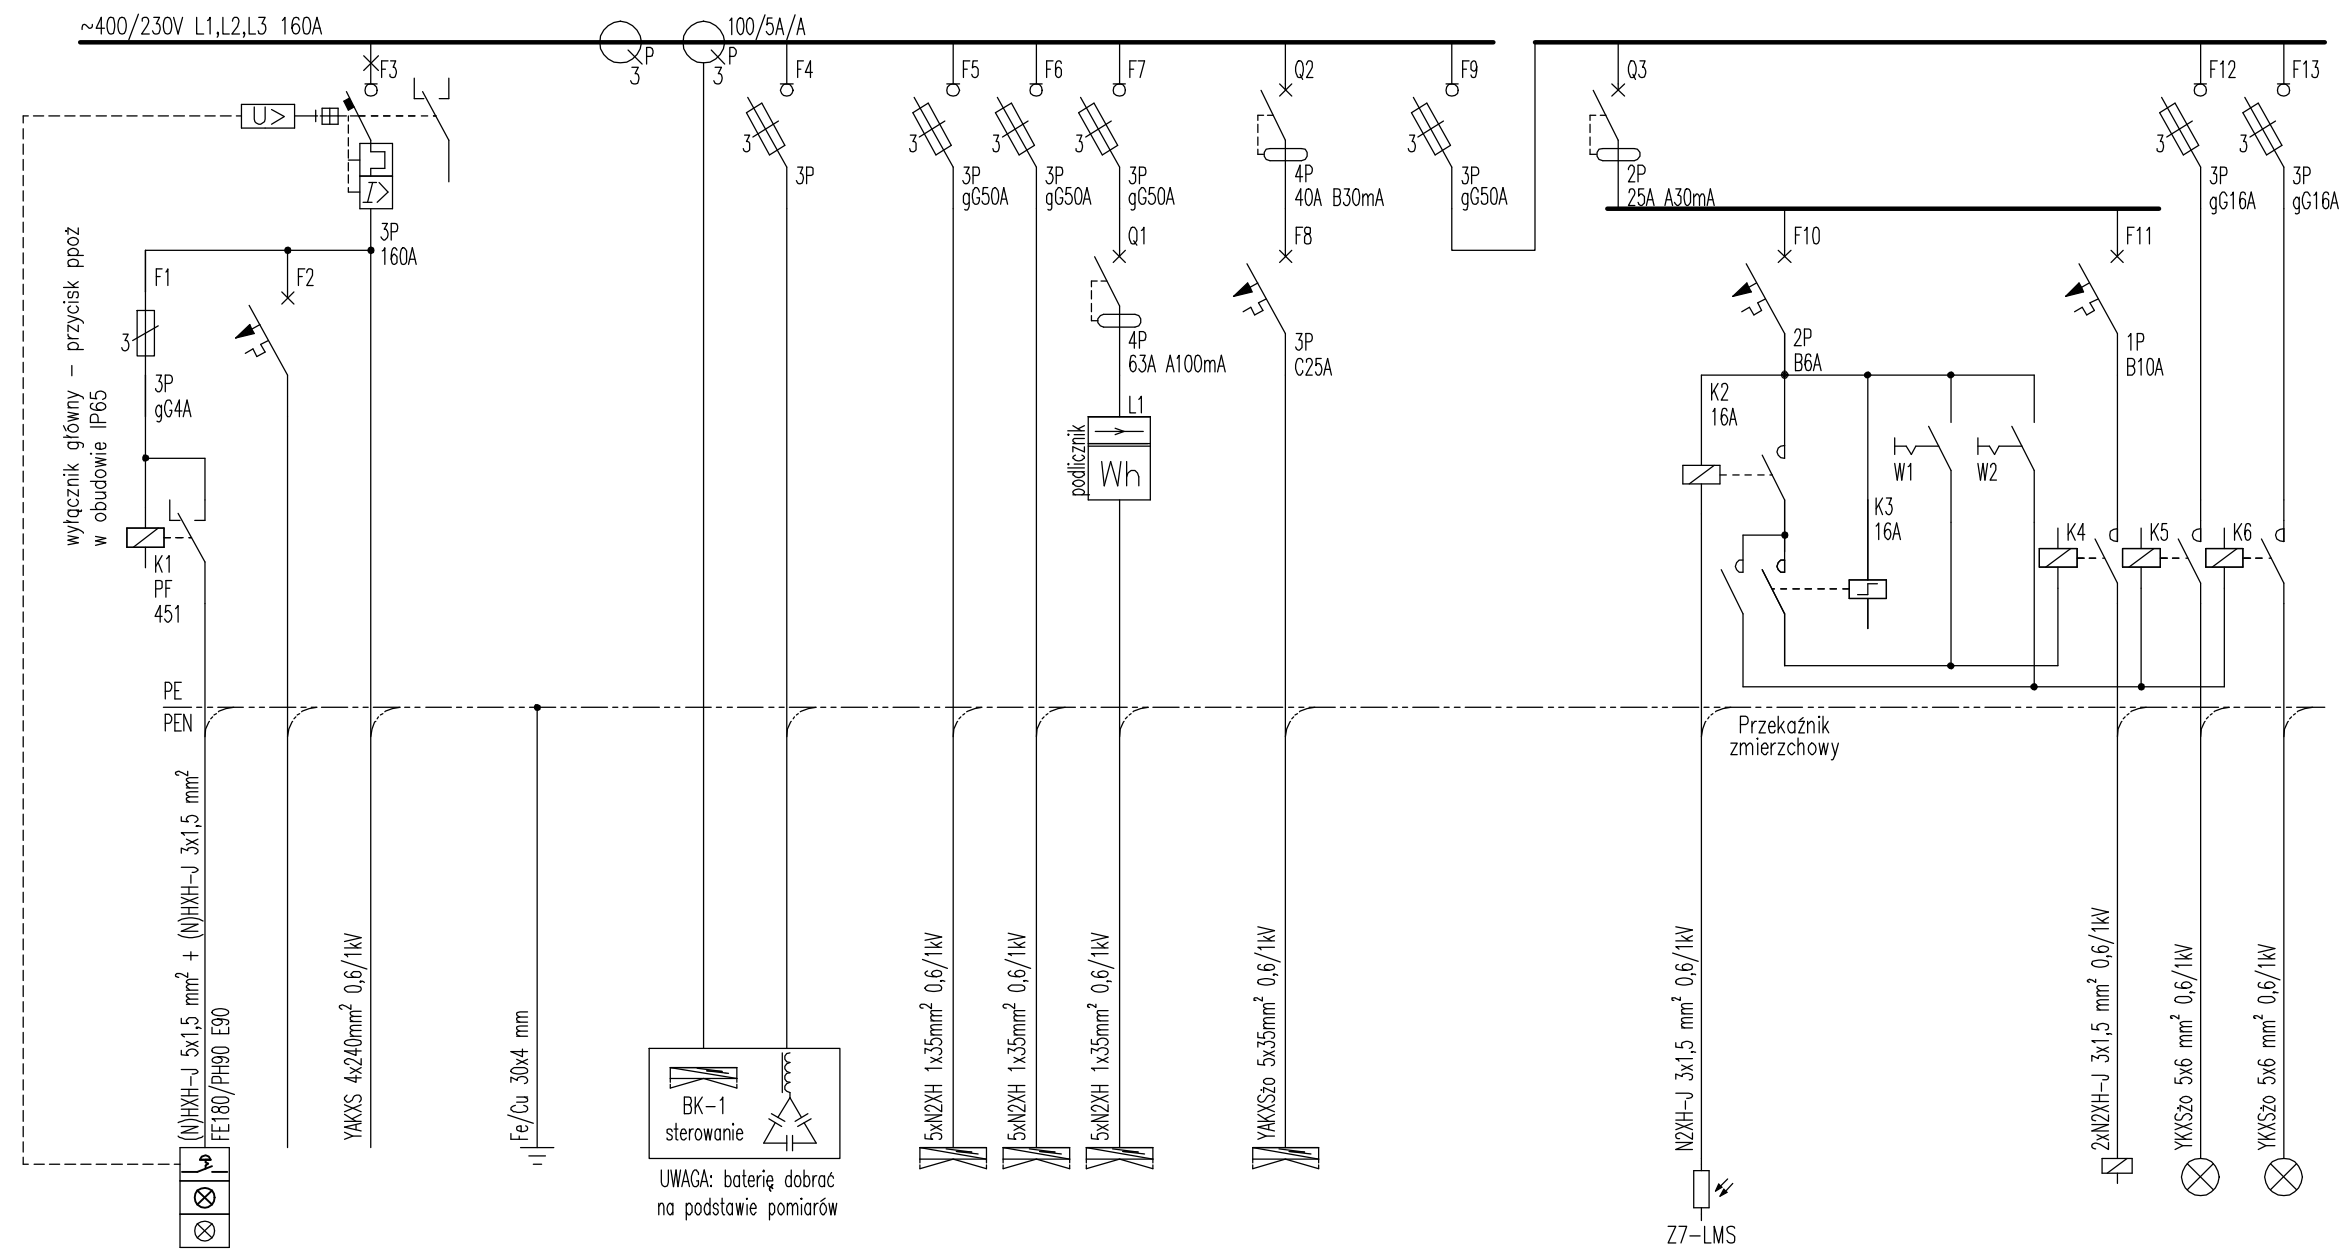 ~400/230V L1,L2,L3 160A
100/5A/A
P
3
P
3
F3
U>
I>
3P
160A
F1
3
3P
gG4A
F2
K1
PF
451
wyłącznik główny - przycisk ppoż
w obudowie IP65
F4
3
3P
F5
3
3P
gG50A
F6
3
3P
gG50A
F7
3
3P
gG50A
Q1
4P
63A A100mA
L1
podlicznik
Wh
Q2
4P
40A B30mA
F8
3P
C25A
F9
3
3P
gG50A
Q3
2P
25A A30mA
F10
2P
B6A
F11
1P
B10A
F12
3
3P
gG16A
F13
3
3P
gG16A
K2
16A
K3
16A
W1
W2
K4
K5
K6
PE
PEN
Przekaźnik
zmierzchowy
(N)HXH-J 5x1,5 mm² + (N)HXH-J 3x1,5 mm²
FE180/PH90 E90
YAKXS 4x240mm² 0,6/1kV
Fe/Cu 30x4 mm
BK-1
sterowanie
UWAGA: baterię dobrać
na podstawie pomiarów
5xN2XH 1x35mm² 0,6/1kV
5xN2XH 1x35mm² 0,6/1kV
5xN2XH 1x35mm² 0,6/1kV
YAKXSżo 5x35mm² 0,6/1kV
N2XH-J 3x1,5 mm² 0,6/1kV
Z7-LMS
2xN2XH-J 3x1,5 mm² 0,6/1kV
YKXSżo 5x6 mm² 0,6/1kV
YKXSżo 5x6 mm² 0,6/1kV